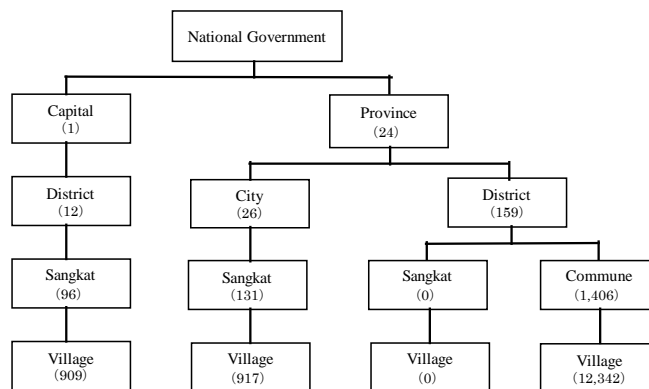 National Government
Capital
(1)
Province
(24)
District
(12)
City
(26)
District
(159)
Sangkat
(96)
Sangkat
(131)
Sangkat
(0)
Commune
(1,406)
Village
(909)
Village
(917)
Village
(0)
Village
(12,342)